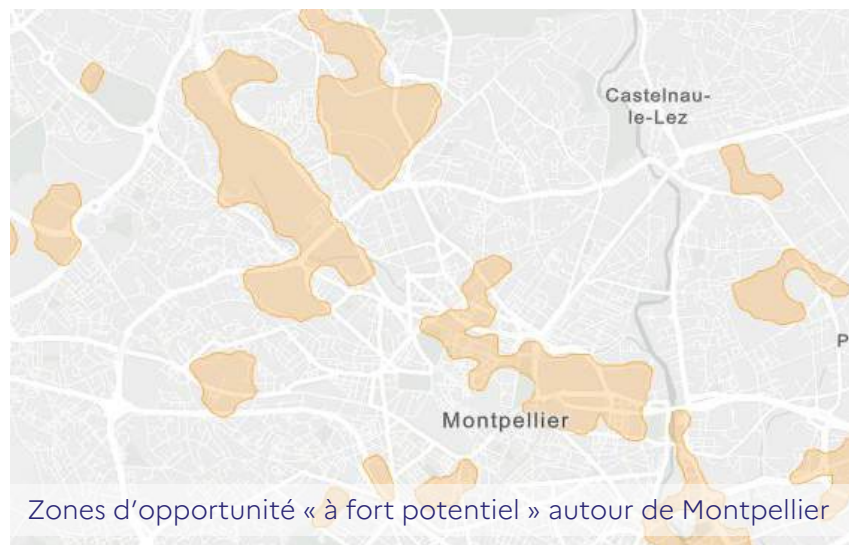 Castelnau-
le-Lez
P
Montpellier
Zones d'opportunité « à fort potentiel » autour de Montpellier